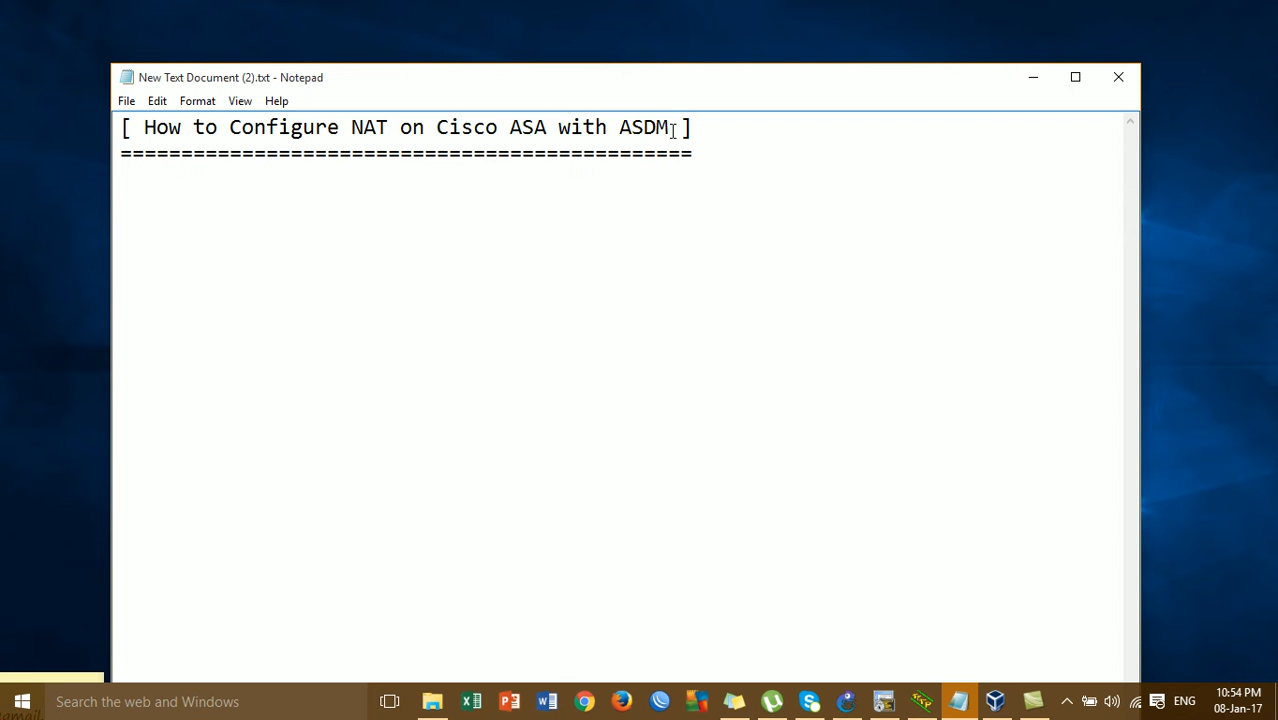 New Text Document (2).txt - Notepad
File Edit Format View Help
[ How to Configure NAT on Cisco ASA with ASDM ]
===============================================
Search the web and Windows
ENG
10:54 PM
08-Jan-17